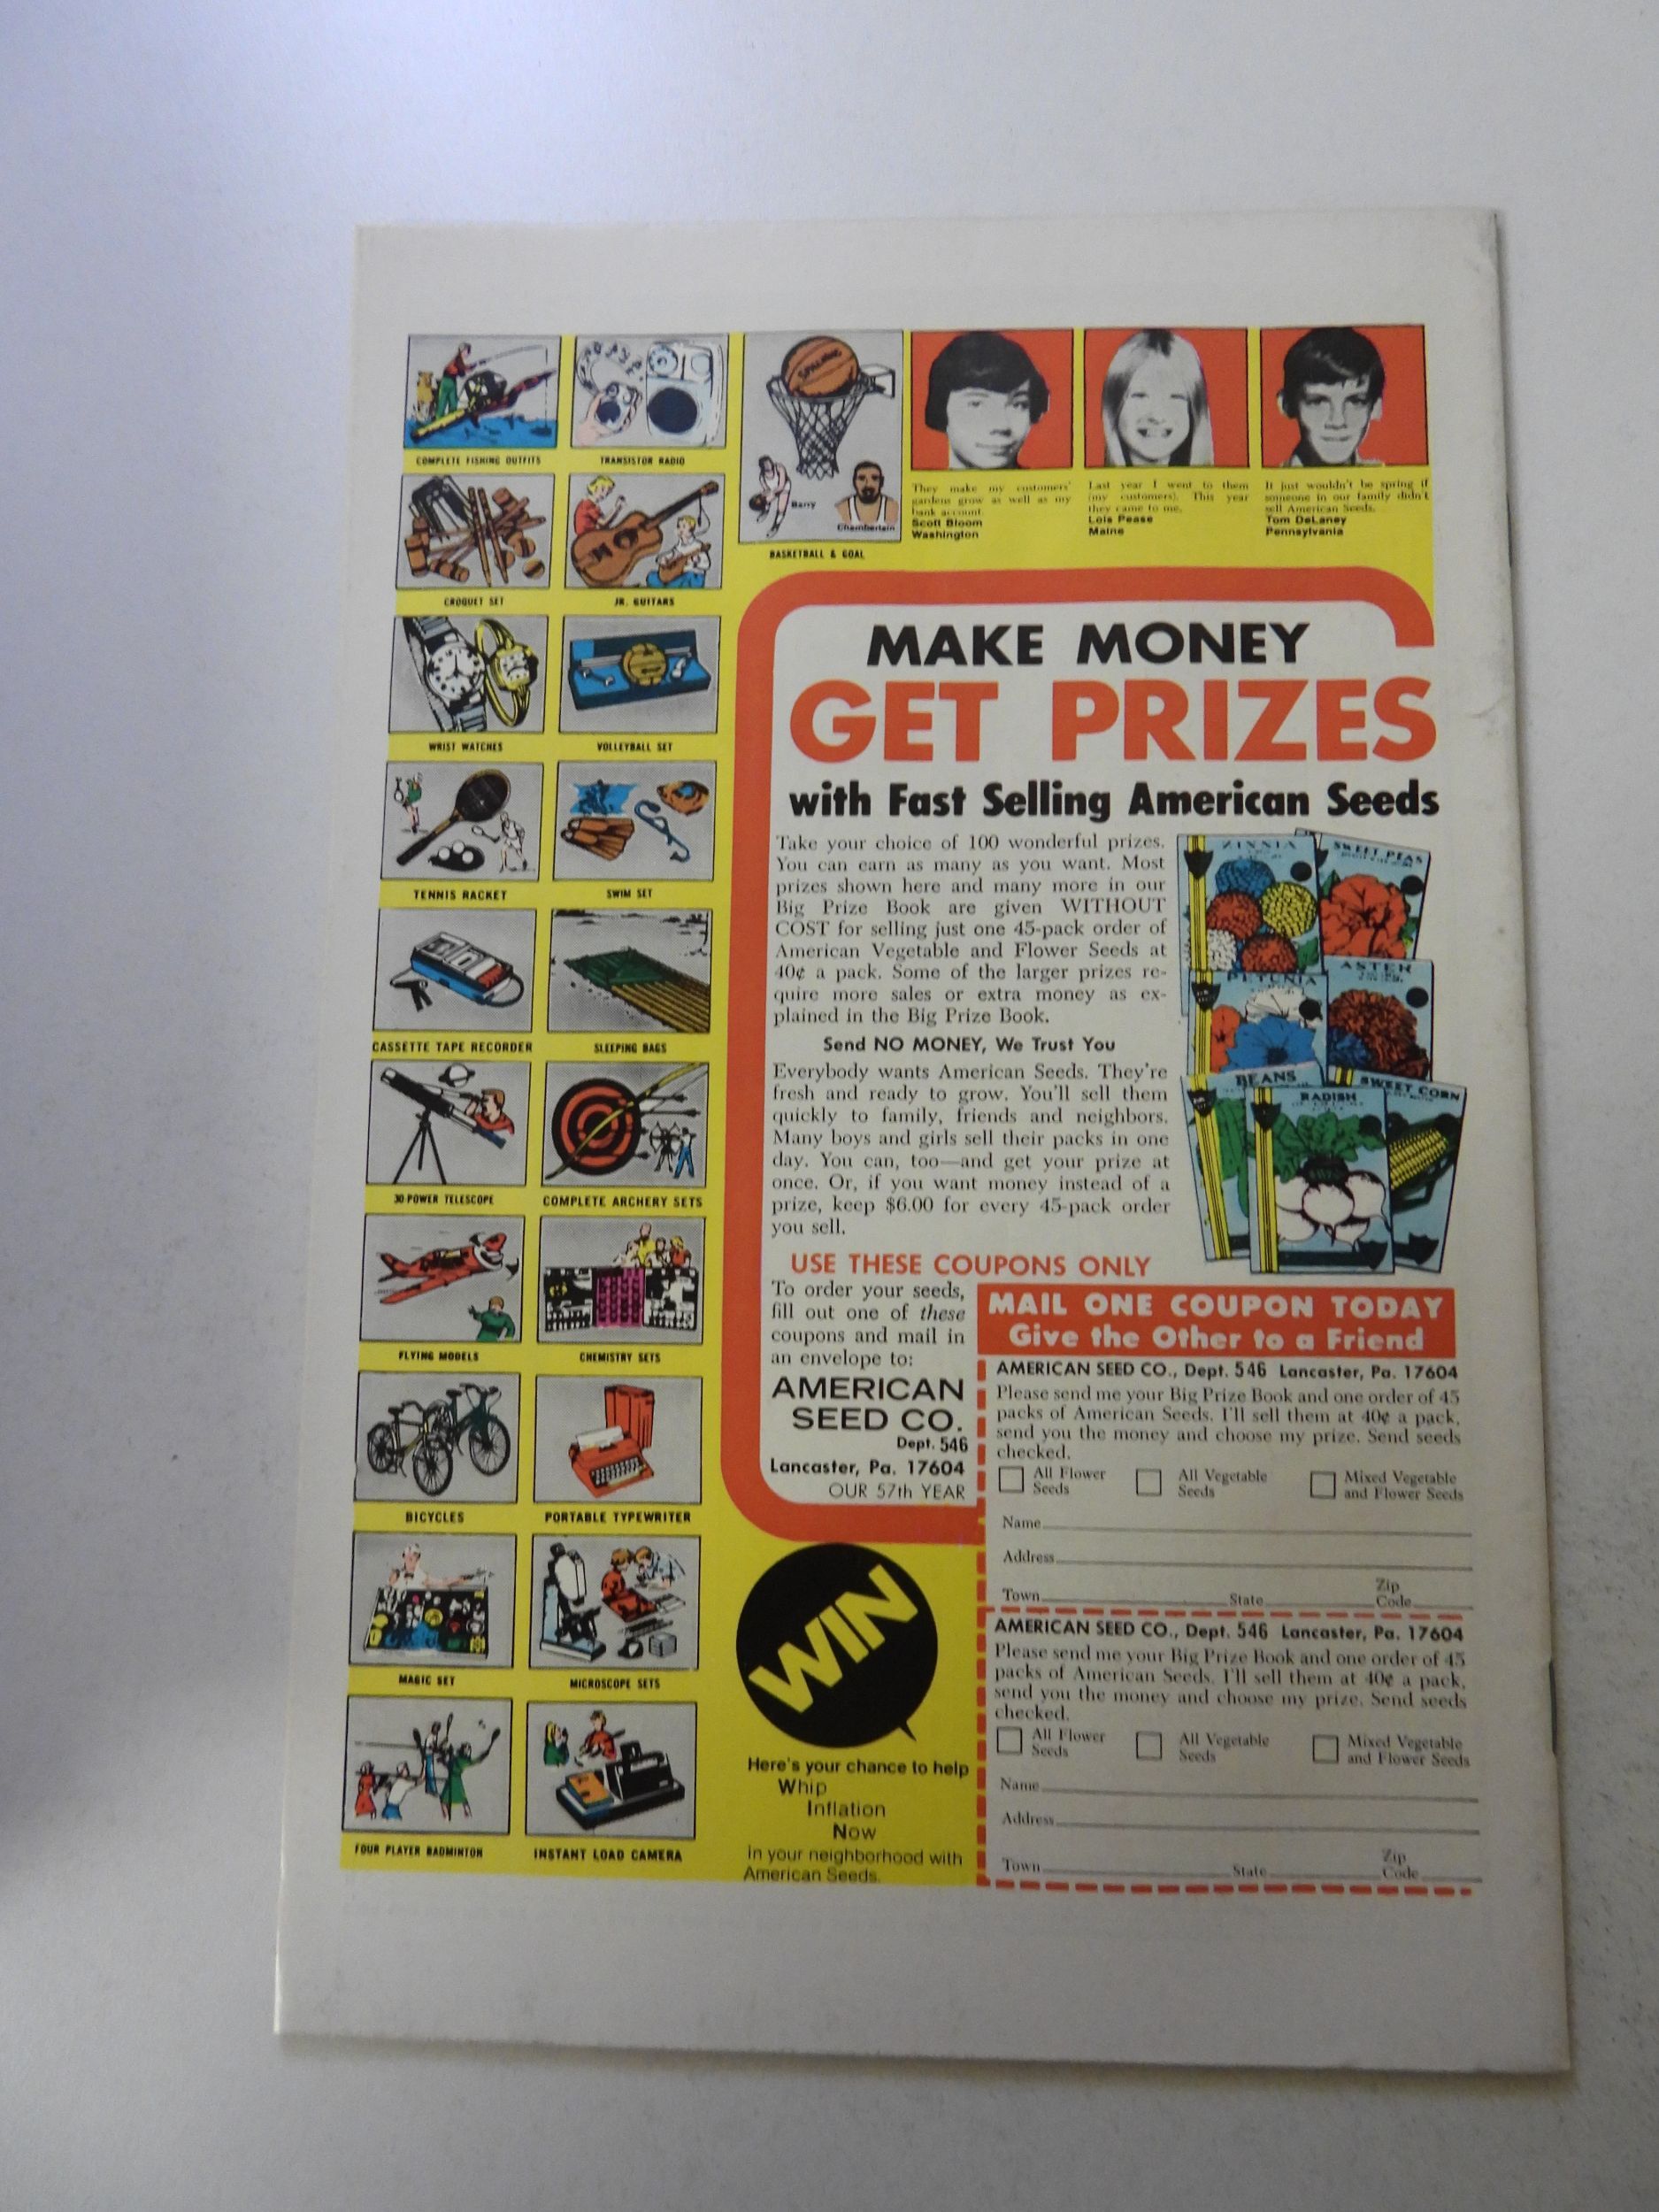 COMPLETE FISHING OUTFITS
TRANSISTOR RADIO
CROQUET SET
JR. GUITARS
WRIST WATCHES
VOLLEYBALL SET
TENNIS RACKET
SWIM SET
CASSETTE TAPE RECORDER
SLEEPING BAGS
30-POWER TELESCOPE
COMPLETE ARCHERY SETS
FLYING MODELS
CHEMISTRY SETS
BICYCLES
PORTABLE TYPEWRITER
MAGIC SET
MICROSCOPE SETS
FOUR PLAYER BADMINTON
INSTANT LOAD CAMERA
SPALDING
Barry
Chamberlain
BASKETBALL & GOAL
They make my customers'
gardens grow as well as my
bank account.
Scott Bloom
Washington
Last year I went to them
(my customers). This year
they came to me.
Lois Pease
Maine
It just wouldn't be spring if
someone in our family didn't
sell American Seeds.
Tom DeLaney
Pennsylvania
MAKE MONEY
GET PRIZES
with Fast Selling American Seeds
Take your choice of 100 wonderful prizes.
You can earn as many as you want. Most
prizes shown here and many more in our
Big Prize Book are given WITHOUT
COST for selling just one 45-pack order of
American Vegetable and Flower Seeds at
40¢ a pack. Some of the larger prizes re-
quire more sales or extra money as ex-
plained in the Big Prize Book.
Send NO MONEY, We Trust You
Everybody wants American Seeds. They're
fresh and ready to grow. You'll sell them
quickly to family, friends and neighbors.
Many boys and girls sell their packs in one
day. You can, too—and get your prize at
once. Or, if you want money instead of a
prize, keep $6.00 for every 45-pack order
you sell.
ZINNIA
SWEET PEAS
PETUNIA
ASTER
BEANS
SWEET CORN
RADISH
USE THESE COUPONS ONLY
To order your seeds,
fill out one of these
coupons and mail in
an envelope to:
AMERICAN
SEED CO.
Dept. 546
Lancaster, Pa. 17604
OUR 57th YEAR
MAIL ONE COUPON TODAY
Give the Other to a Friend
AMERICAN SEED CO., Dept. 546 Lancaster, Pa. 17604
Please send me your Big Prize Book and one order of 45
packs of American Seeds. I'll sell them at 40¢ a pack,
send you the money and choose my prize. Send seeds
checked.
All Flower Seeds
All Vegetable Seeds
Mixed Vegetable and Flower Seeds
Name
Address
Town State Zip Code
AMERICAN SEED CO., Dept. 546 Lancaster, Pa. 17604
Please send me your Big Prize Book and one order of 45
packs of American Seeds. I'll sell them at 40¢ a pack,
send you the money and choose my prize. Send seeds
checked.
All Flower Seeds
All Vegetable Seeds
Mixed Vegetable and Flower Seeds
Name
Address
Town State Zip Code
WIN
Here's your chance to help
Whip
Inflation
Now
in your neighborhood with
American Seeds.